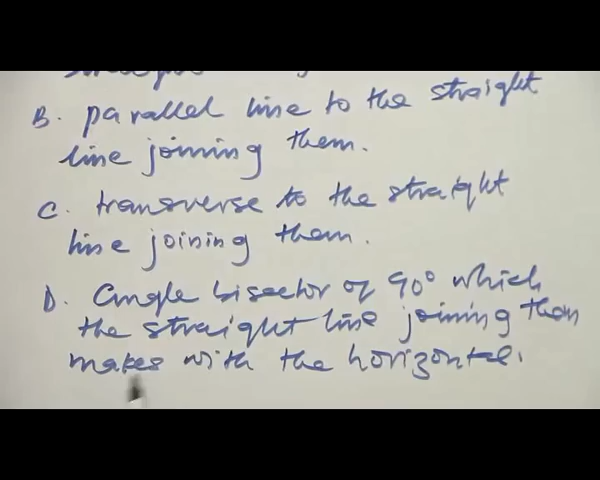 B. parallel line to the straight
line joining them.
C. transverse to the straight
line joining them.
D. angle bisector of 90° which
the straight line joining them
makes with the horizontal.